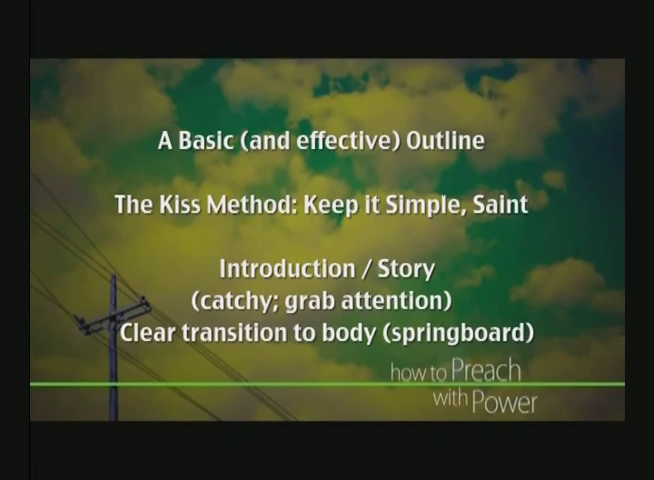 A Basic (and effective) Outline
The Kiss Method: Keep it Simple, Saint
Introduction / Story
(catchy; grab attention)
Clear transition to body (springboard)
how to Preach
with Power